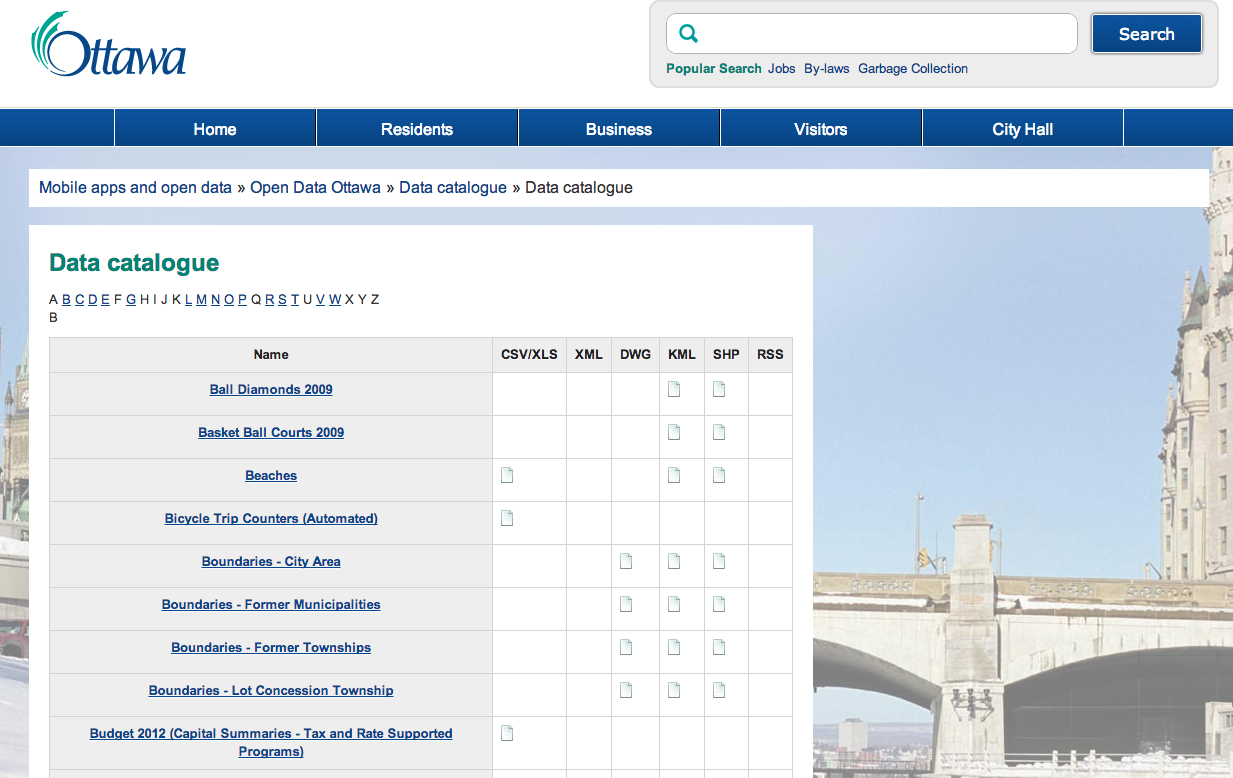 Ottawa
Search
Popular Search Jobs By-laws Garbage Collection
Home Residents Business Visitors City Hall
Mobile apps and open data » Open Data Ottawa » Data catalogue » Data catalogue
Data catalogue
A B C D E F G H I J K L M N O P Q R S T U V W X Y Z
B
Name CSV/XLS XML DWG KML SHP RSS
Ball Diamonds 2009
Basket Ball Courts 2009
Beaches
Bicycle Trip Counters (Automated)
Boundaries - City Area
Boundaries - Former Municipalities
Boundaries - Former Townships
Boundaries - Lot Concession Township
Budget 2012 (Capital Summaries - Tax and Rate Supported
Programs)